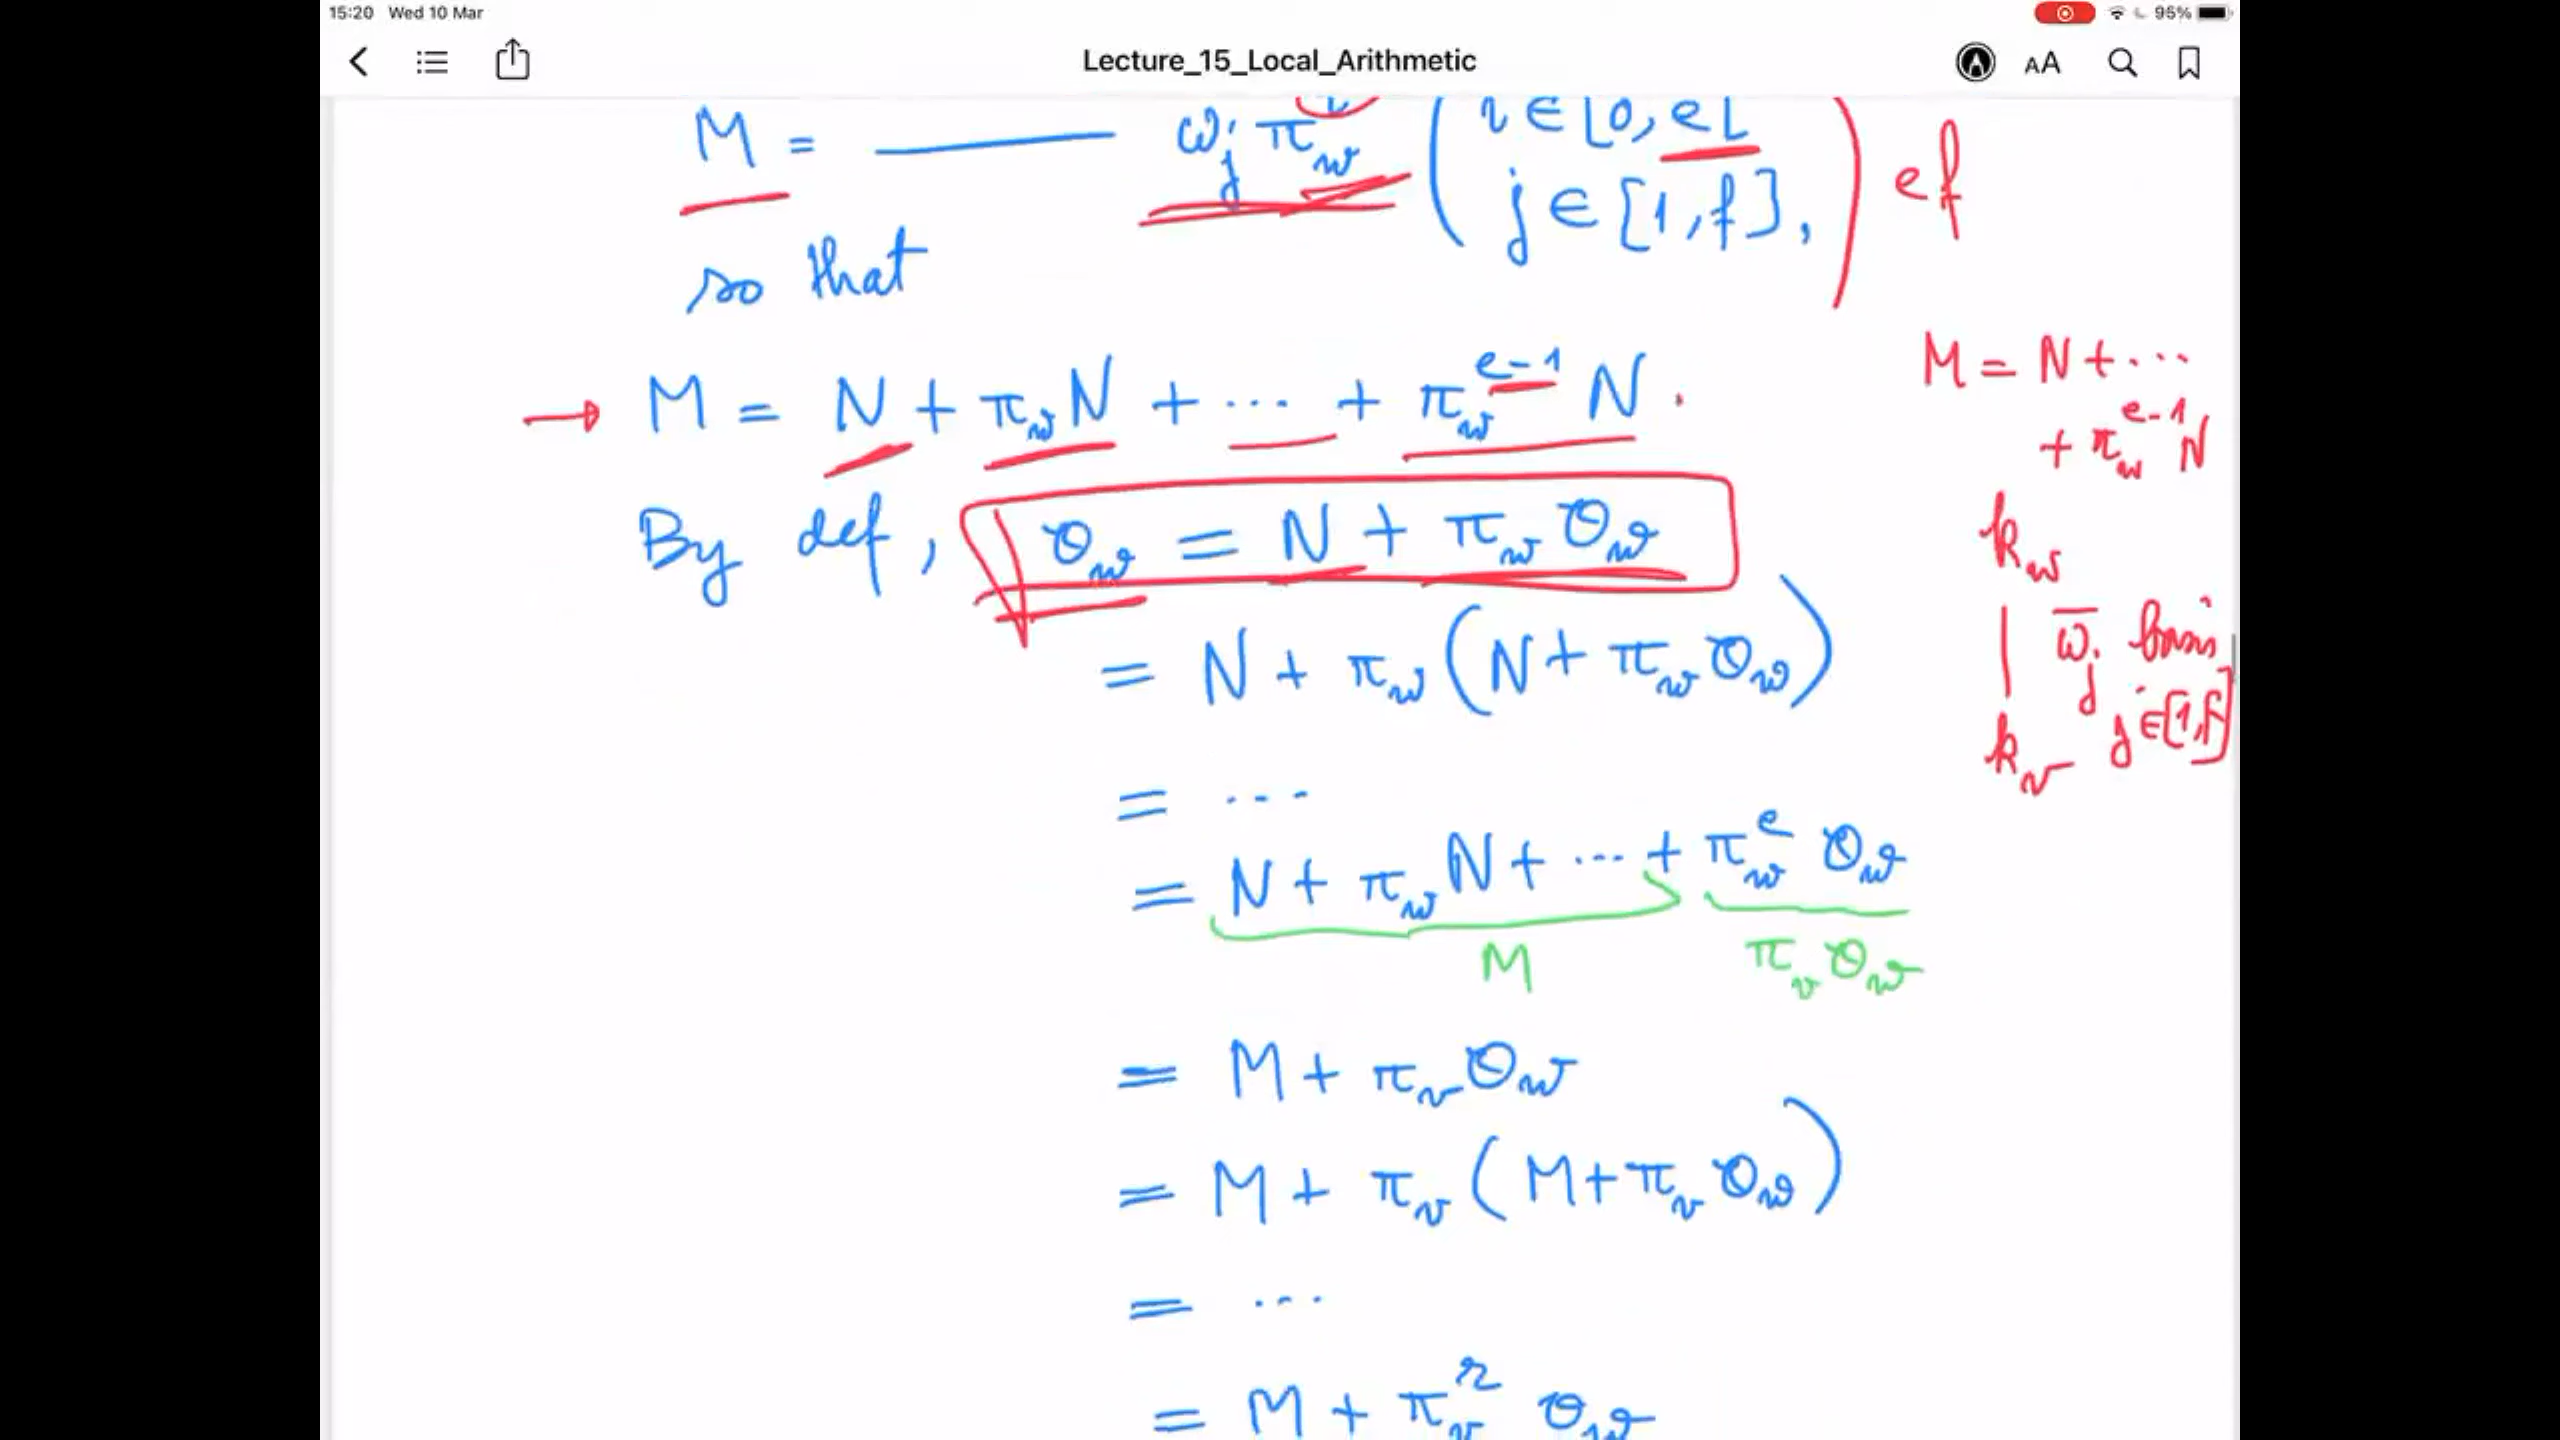 15:20 Wed 10 Mar 95%
Lecture_15_Local_Arithmetic
AA
M = —— ω_j π_w^i ( i ∈ [0, e[
j ∈ [1, f], ) ef
so that
M = N + ···
+ π_w^{e-1} N
→ M = N + π_w N + ··· + π_w^{e-1} N .
By def, 𝔒_w = N + π_w 𝔒_w
k_w
| ω̄_j basis
j ∈ [1, f]
k_v
= N + π_w (N + π_w 𝔒_w)
= ···
= N + π_w N + ··· + π_w^e 𝔒_w
M π_v 𝔒_w
= M + π_v 𝔒_w
= M + π_v (M + π_v 𝔒_w)
= ···
= M + π_v^r 𝔒_w